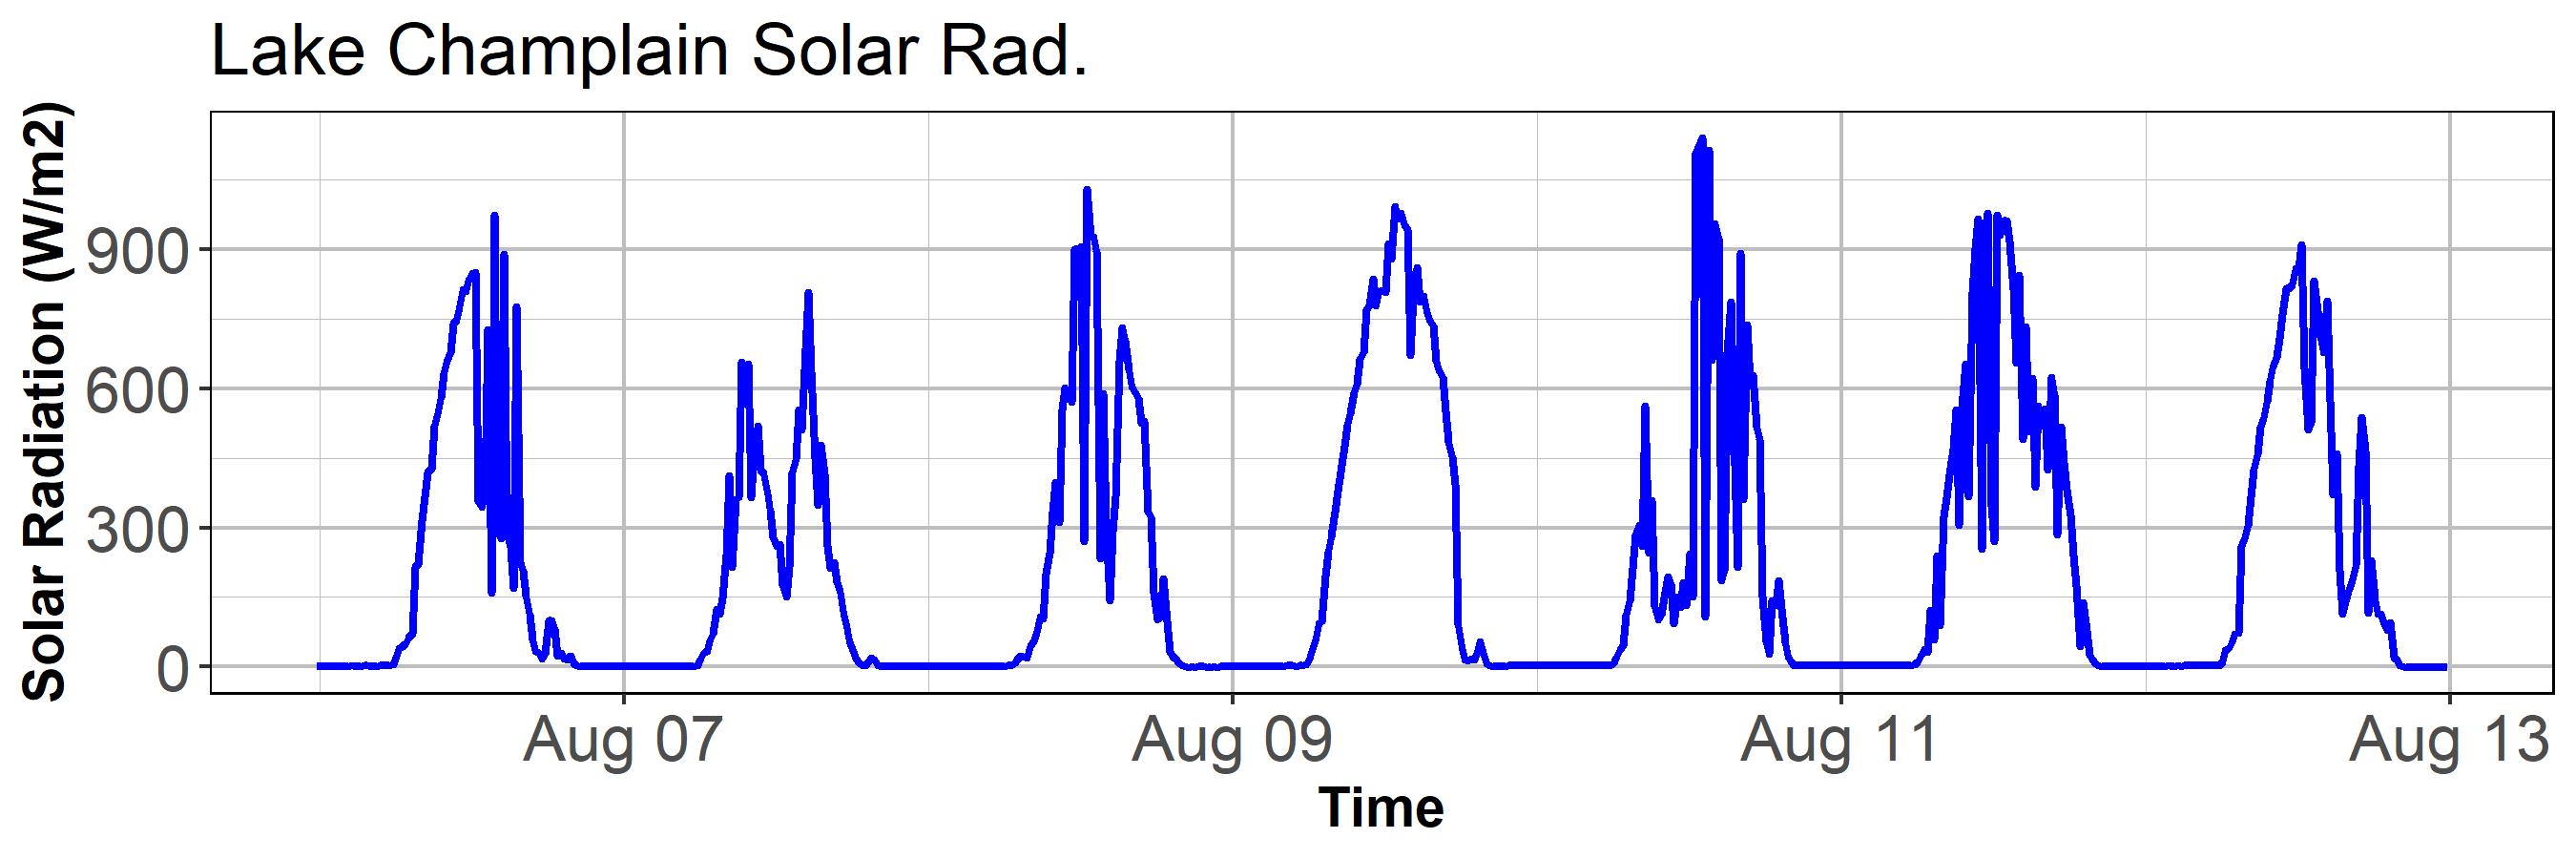 Lake Champlain Solar Rad.
Solar Radiation (W/m2)
900
600
300
0
Aug 07 Aug 09 Aug 11 Aug 13
Time